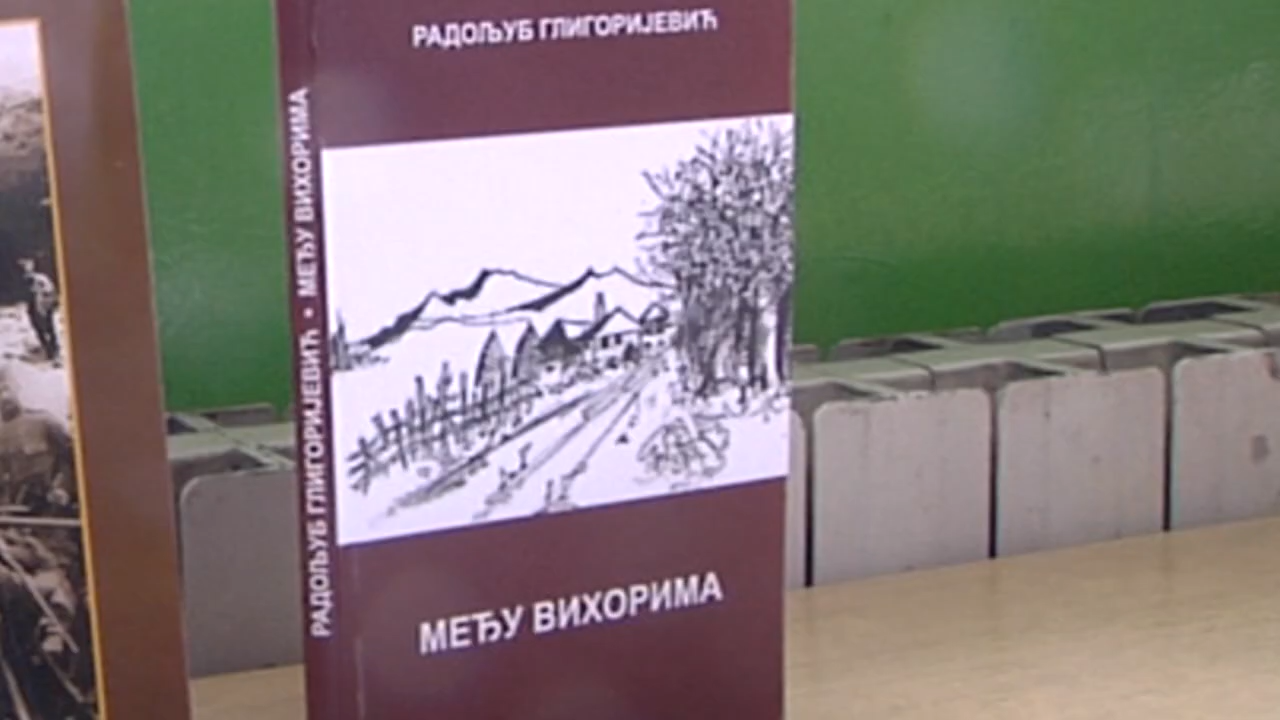 РАДОЉУБ ГЛИГОРИЈЕВИЋ
МЕЂУ ВИХОРИМА
РАДОЉУБ ГЛИГОРИЈЕВИЋ • МЕЂУ ВИХОРИМА